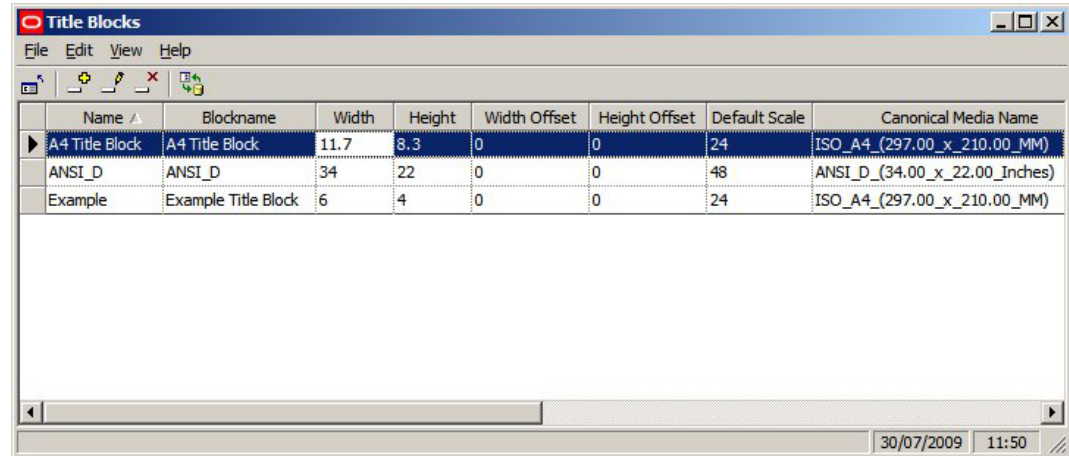 Title Blocks
File Edit View Help
Name Blockname Width Height Width Offset Height Offset Default Scale Canonical Media Name
A4 Title Block A4 Title Block 11.7 8.3 0 0 24 ISO_A4_(297.00_x_210.00_MM)
ANSI_D ANSI_D 34 22 0 0 48 ANSI_D_(34.00_x_22.00_Inches)
Example Example Title Block 6 4 0 0 24 ISO_A4_(297.00_x_210.00_MM)
30/07/2009 11:50